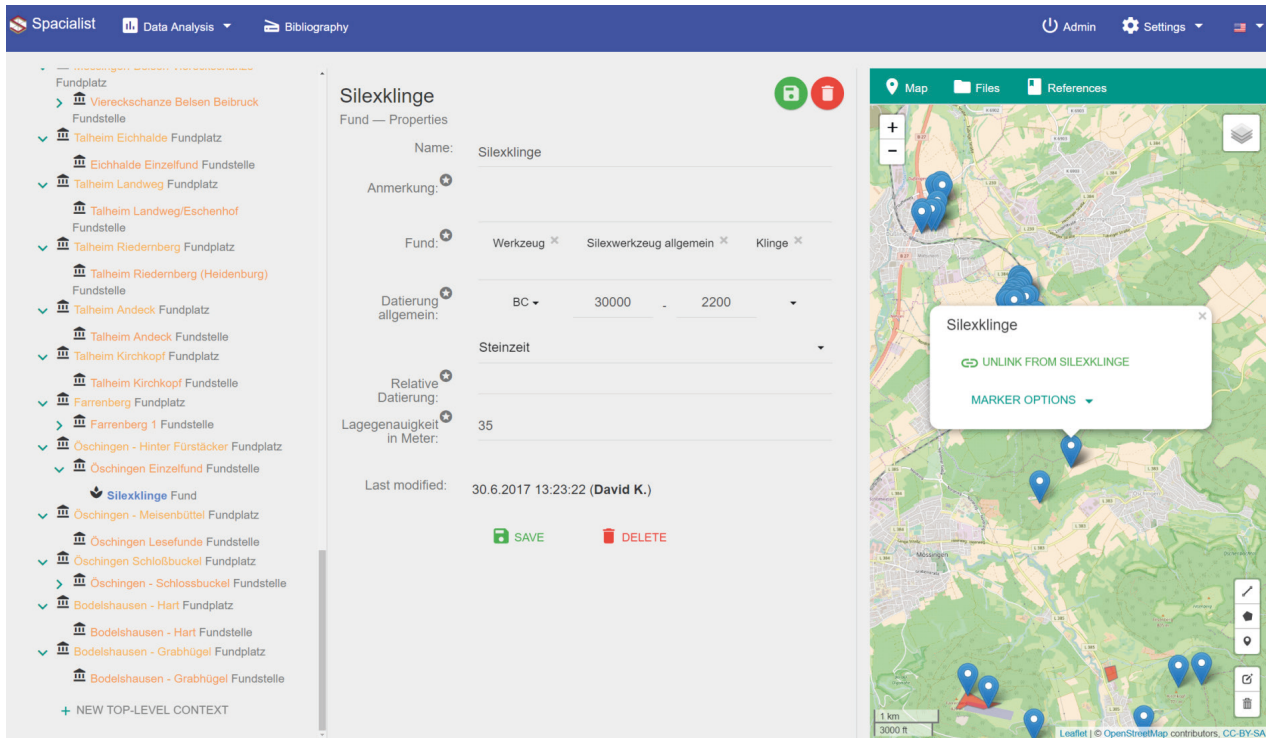 Spacialist
Data Analysis
Bibliography
Admin
Settings
Fundplatz
Viereckschanze Belsen Beibruck
Fundstelle
Talheim Eichhalde Fundplatz
Eichhalde Einzelfund Fundstelle
Talheim Landweg Fundplatz
Talheim Landweg/Eschenhof
Fundstelle
Talheim Riedernberg Fundplatz
Talheim Riedernberg (Heidenburg)
Fundstelle
Talheim Andeck Fundplatz
Talheim Andeck Fundstelle
Talheim Kirchkopf Fundplatz
Talheim Kirchkopf Fundstelle
Farrenberg Fundplatz
Farrenberg 1 Fundstelle
Öschingen - Hinter Fürstäcker Fundplatz
Öschingen Einzelfund Fundstelle
Silexklinge Fund
Öschingen - Meisenbüttel Fundplatz
Öschingen Lesefunde Fundstelle
Öschingen Schloßbuckel Fundplatz
Öschingen - Schlossbuckel Fundstelle
Bodelshausen - Hart Fundplatz
Bodelshausen - Hart Fundstelle
Bodelshausen - Grabhügel Fundplatz
Bodelshausen - Grabhügel Fundstelle
+ NEW TOP-LEVEL CONTEXT
Silexklinge
Fund — Properties
Name: Silexklinge
Anmerkung:
Fund: Werkzeug × Silexwerkzeug allgemein × Klinge ×
Datierung
allgemein: BC 30000 - 2200
Steinzeit
Relative
Datierung:
Lagegenauigkeit
in Meter: 35
Last modified: 30.6.2017 13:23:22 (David K.)
SAVE DELETE
Map Files References
+
-
Silexklinge ×
UNLINK FROM SILEXKLINGE
MARKER OPTIONS
Mössingen
1 km
3000 ft
Leaflet | © OpenStreetMap contributors, CC-BY-SA